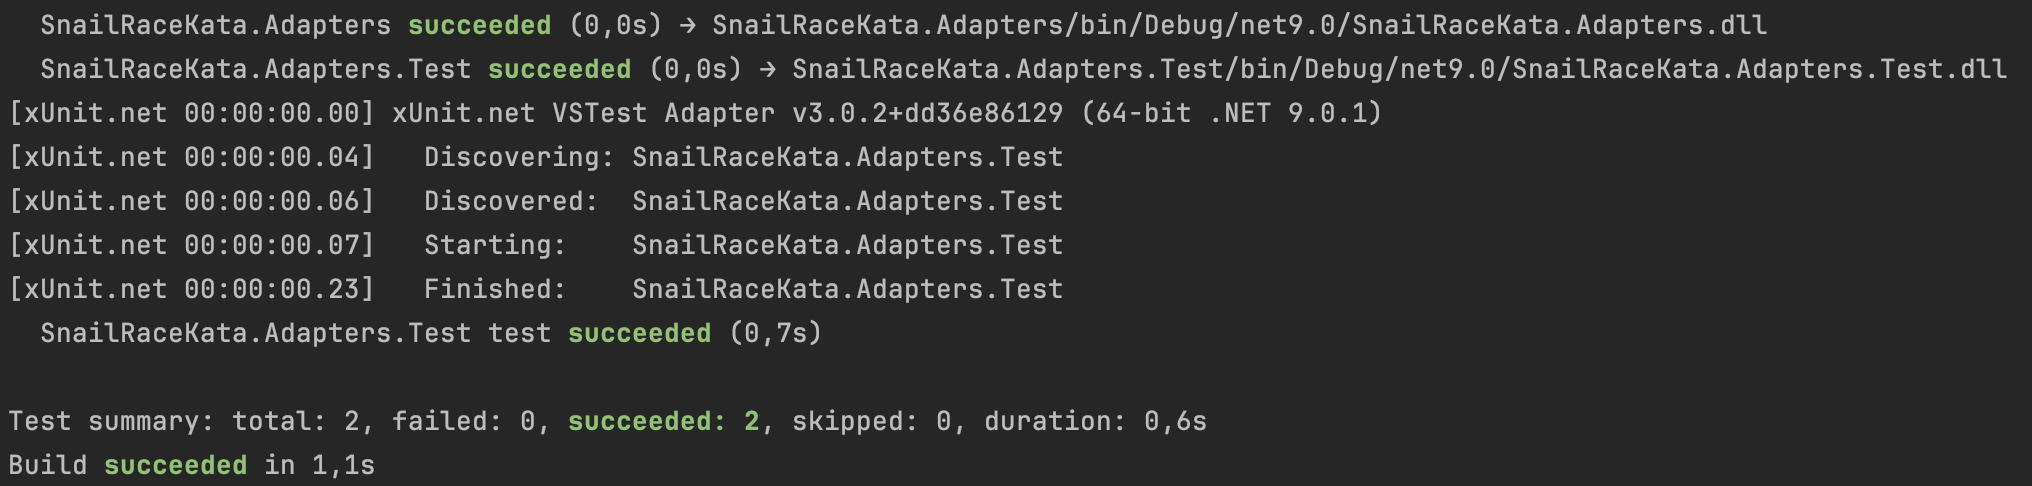 SnailRaceKata.Adapters succeeded (0,0s) → SnailRaceKata.Adapters/bin/Debug/net9.0/SnailRaceKata.Adapters.dll
SnailRaceKata.Adapters.Test succeeded (0,0s) → SnailRaceKata.Adapters.Test/bin/Debug/net9.0/SnailRaceKata.Adapters.Test.dll
[xUnit.net 00:00:00.00] xUnit.net VSTest Adapter v3.0.2+dd36e86129 (64-bit .NET 9.0.1)
[xUnit.net 00:00:00.04]   Discovering: SnailRaceKata.Adapters.Test
[xUnit.net 00:00:00.06]   Discovered:  SnailRaceKata.Adapters.Test
[xUnit.net 00:00:00.07]   Starting:    SnailRaceKata.Adapters.Test
[xUnit.net 00:00:00.23]   Finished:    SnailRaceKata.Adapters.Test
SnailRaceKata.Adapters.Test test succeeded (0,7s)
Test summary: total: 2, failed: 0, succeeded: 2, skipped: 0, duration: 0,6s
Build succeeded in 1,1s